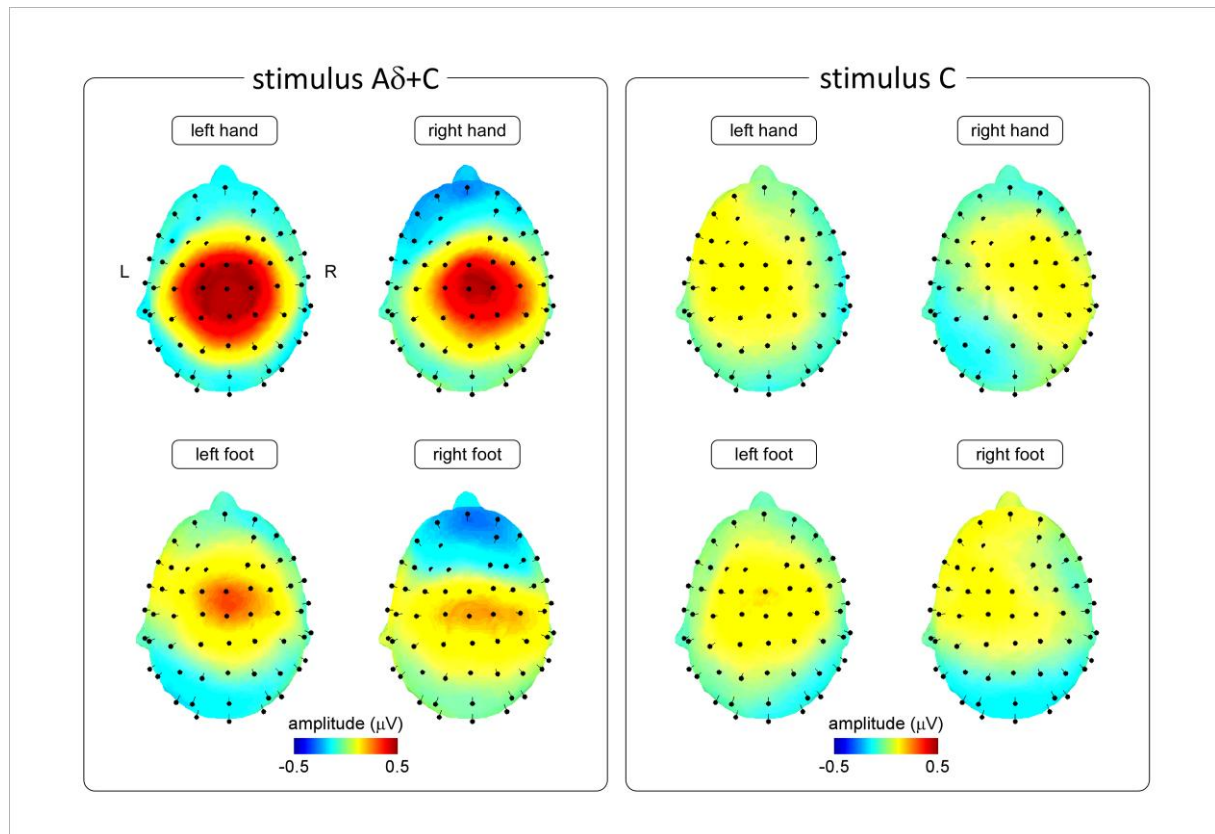 stimulus Aδ+C
left hand
right hand
L
R
left foot
right foot
amplitude (μV)
-0.5
0.5
stimulus C
left hand
right hand
left foot
right foot
amplitude (μV)
-0.5
0.5